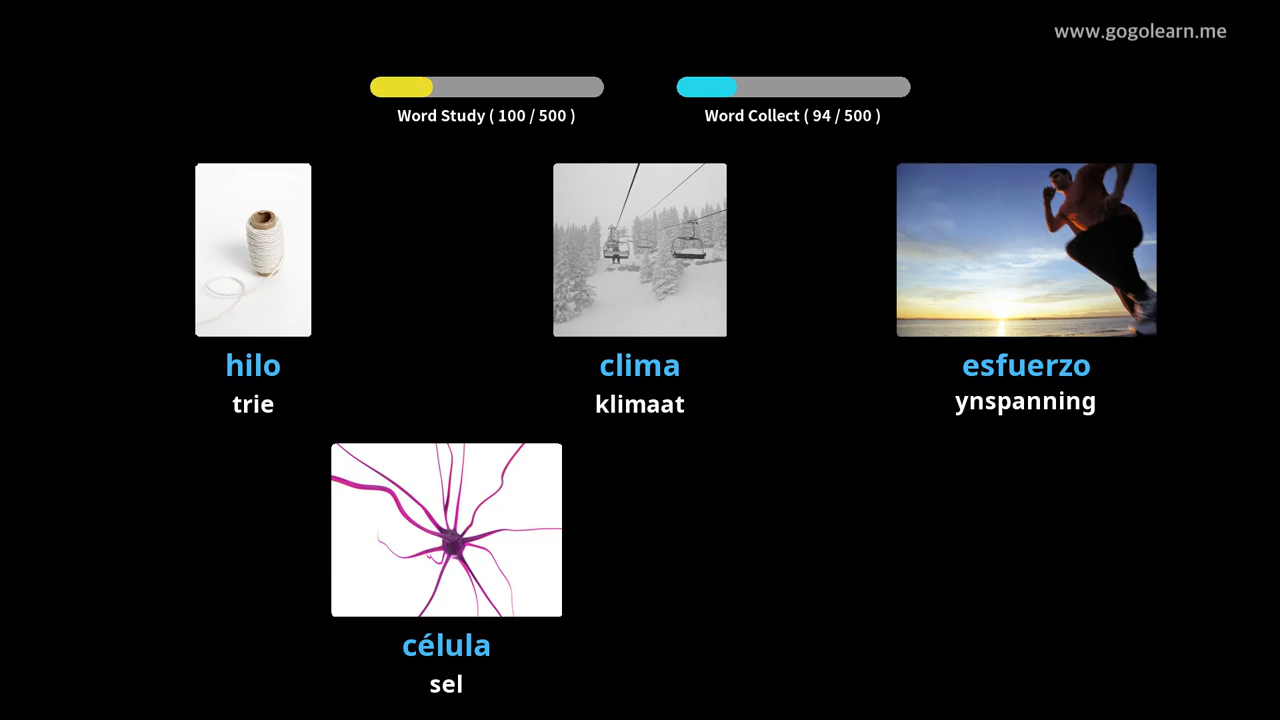 www.gogolearn.me
Word Study ( 100 / 500 )
Word Collect ( 94 / 500 )
hilo
trie
clima
klimaat
esfuerzo
ynspanning
célula
sel